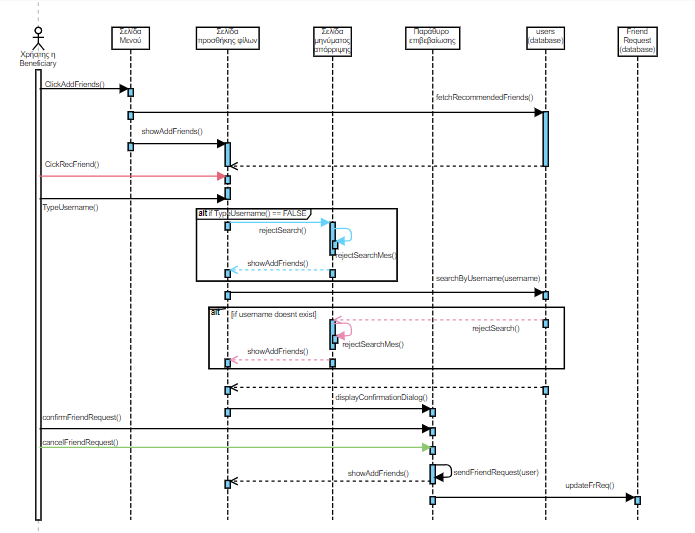 Χρήστης η
Beneficiary
Σελίδα
Μενού
Σελίδα
προσθήκης φίλων
Σελίδα
μηνύματος
απόρριψης
Παράθυρο
επιβεβαίωσης
users
(database)
Friend
Request
(database)
ClickAddFriends()
fetchRecommendedFriends()
showAddFriends()
CickRecFriend()
TypeUsername()
alt if TypeUsername() == FALSE
rejectSearch()
rejectSearchMes()
showAddFriends()
searchByUsername(username)
alt [if username doesnt exist]
rejectSearch()
rejectSearchMes()
showAddFriends()
displayConfirmationDialog()
confirmFriendRequest()
cancelFriendRequest()
sendFriendRequest(user)
showAddFriends()
updateFrReq()